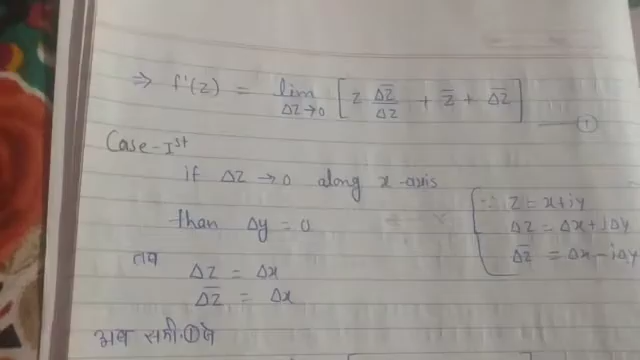 ⇒ f'(z) = lim Δz→0 [ z Δz̅/Δz + z̅ + Δz̅ ] —— ①
Case-Ist
if Δz → 0 along x-axis
than Δy = 0
[∵ z = x+iy
Δz = Δx+iΔy
Δz̅ = Δx-iΔy
तब
Δz = Δx
Δz̅ = Δx
अब समी. ① से